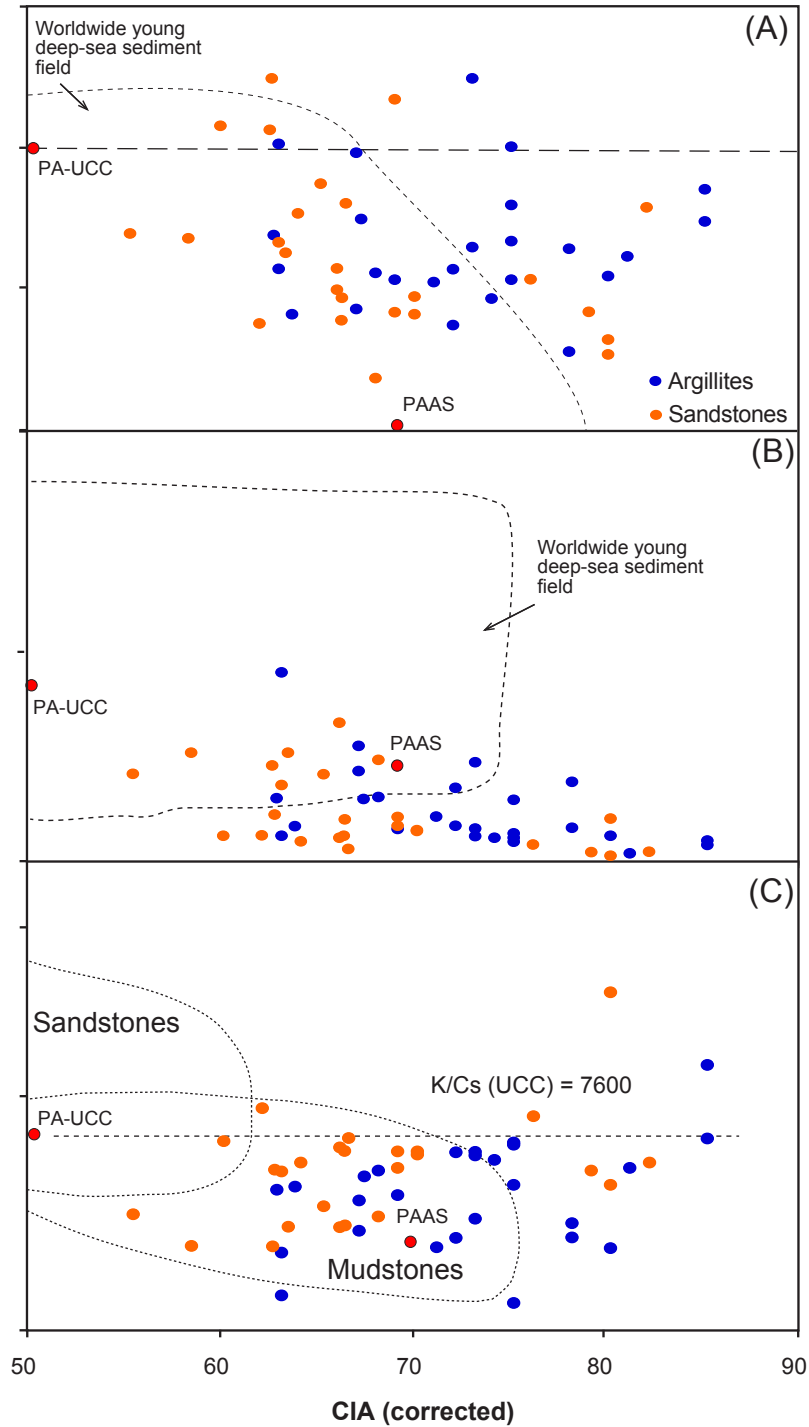 Worldwide young
deep-sea sediment
field
(A)
PA-UCC
PAAS
Argillites
Sandstones
(B)
Worldwide young
deep-sea sediment
field
PA-UCC
PAAS
(C)
Sandstones
K/Cs (UCC) = 7600
PA-UCC
PAAS
Mudstones
50 60 70 80 90
CIA (corrected)